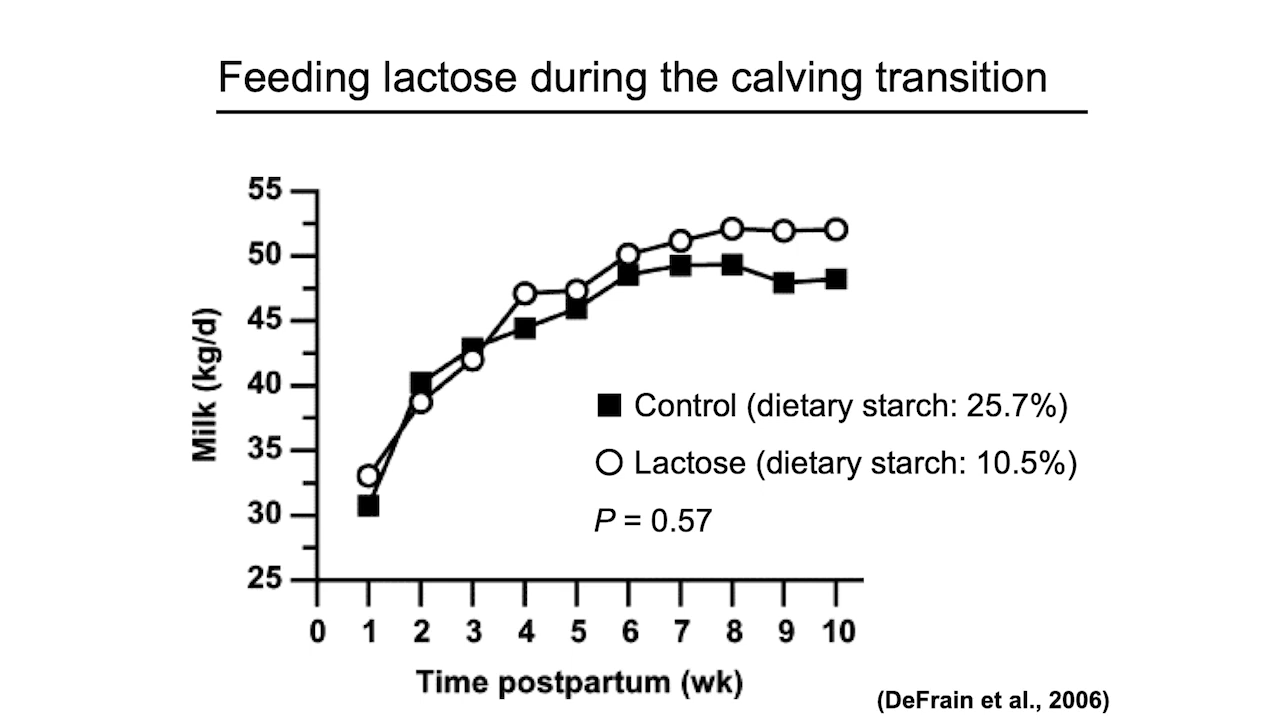 Feeding lactose during the calving transition
55
50
45
40
35
30
25
Milk (kg/d)
Control (dietary starch: 25.7%)
Lactose (dietary starch: 10.5%)
P = 0.57
0 1 2 3 4 5 6 7 8 9 10
Time postpartum (wk)
(DeFrain et al., 2006)